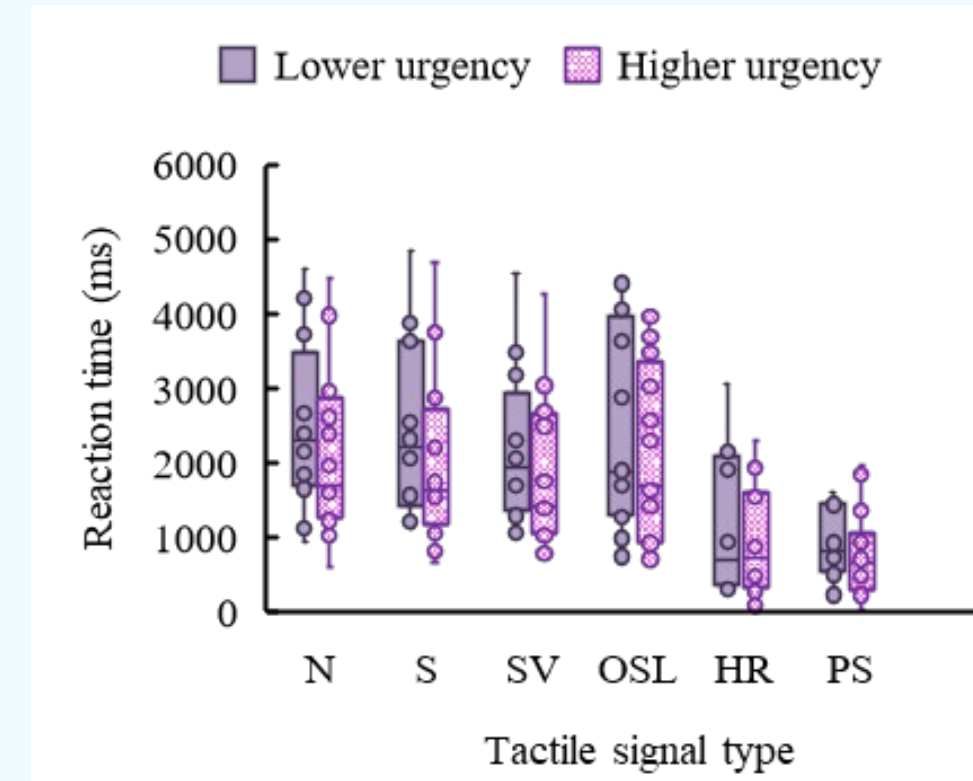 Lower urgency Higher urgency
6000
5000
4000
3000
2000
1000
0
Reaction time (ms)
N S SV OSL HR PS
Tactile signal type